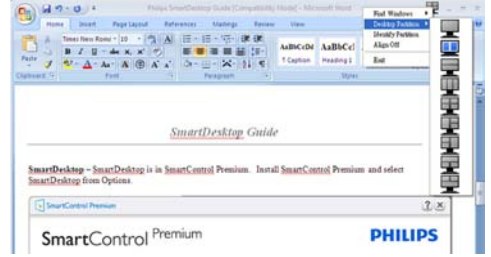 Philips SmartDesktop Guide [Compatibility Mode] - Microsoft Word
Home Insert Page Layout References Mailings Review View
Times New Roma 10
Paste
B I U abc x, x²
AaBbCcDd AaBbCc
¶ Caption Heading 1
Clipboard Font Paragraph Styles
Find Windows
Desktop Partition
Identify Partition
Align Off
Exit
SmartDesktop Guide
SmartDesktop – SmartDesktop is in SmartControl Premium. Install SmartControl Premium and select
SmartDesktop from Options.
SmartControl Premium
SmartControl Premium
PHILIPS